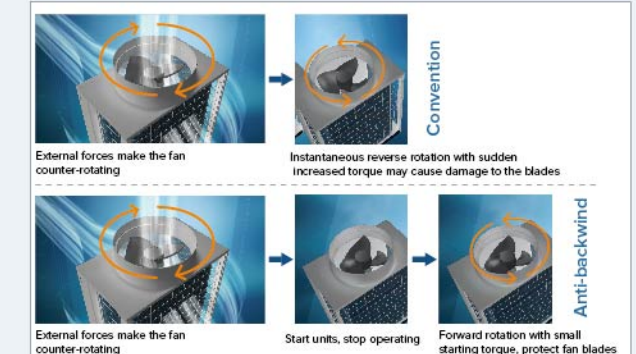 Convention
External forces make the fan
counter-rotating
Instantaneous reverse rotation with sudden
increased torque may cause damage to the blades
Anti-backwind
External forces make the fan
counter-rotating
Start units, stop operating
Forward rotation with small
starting torque, protect fan blades